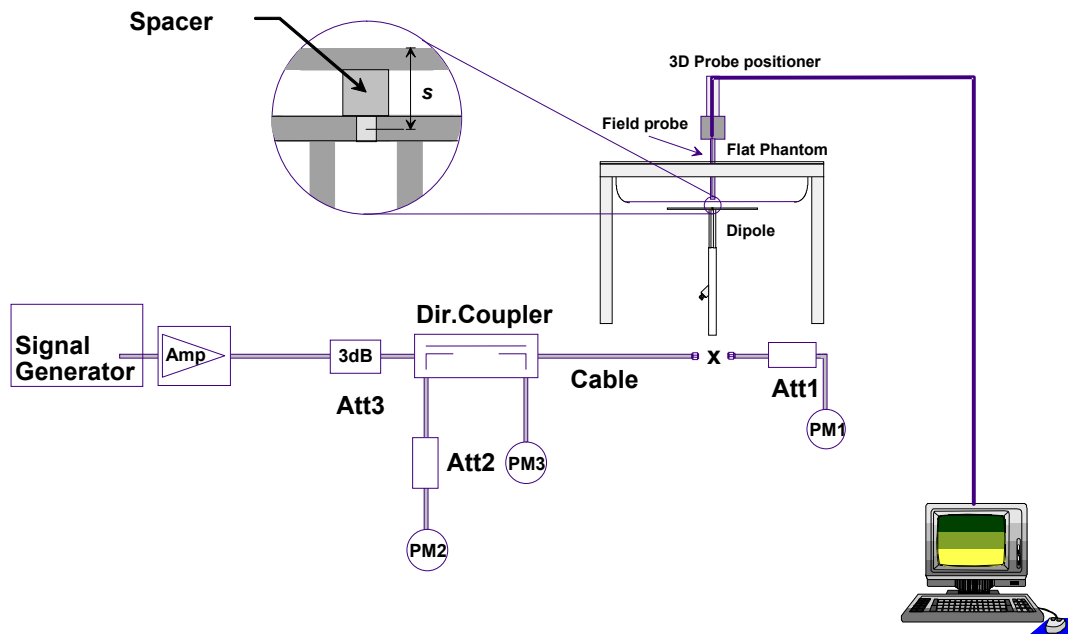 Spacer
s
3D Probe positioner
Field probe
Flat Phantom
Dipole
Signal
Generator
Amp
3dB
Att3
Dir.Coupler
Cable
x
Att1
PM1
Att2
PM3
PM2